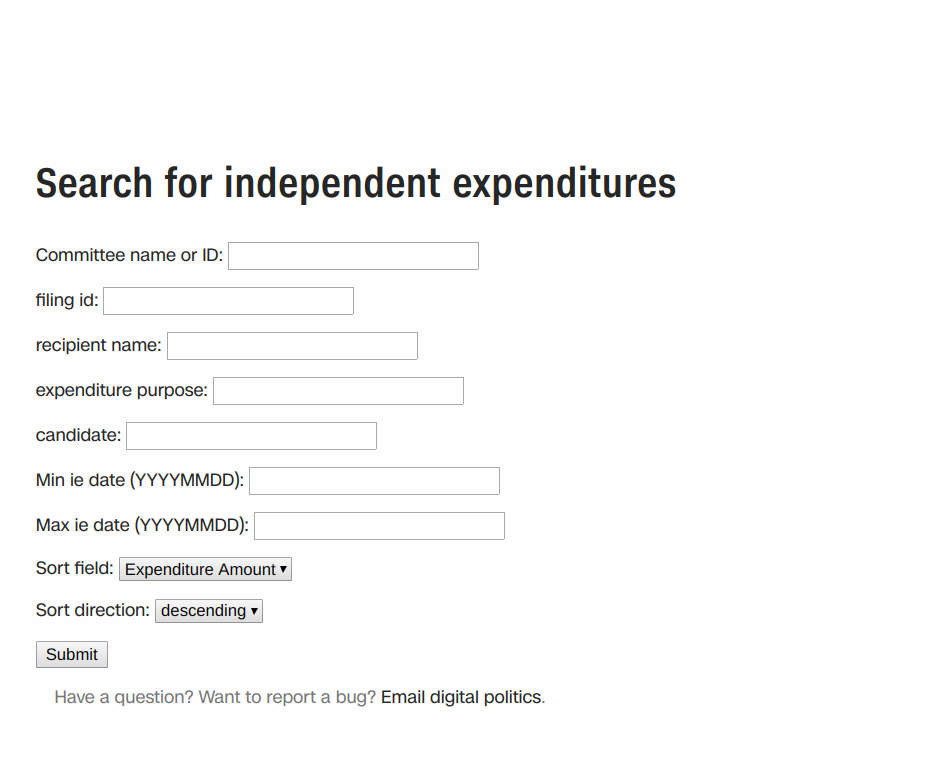 Search for independent expenditures
Committee name or ID:
filing id:
recipient name:
expenditure purpose:
candidate:
Min ie date (YYYYMMDD):
Max ie date (YYYYMMDD):
Sort field: Expenditure Amount
Sort direction: descending
Submit
Have a question? Want to report a bug? Email digital politics.